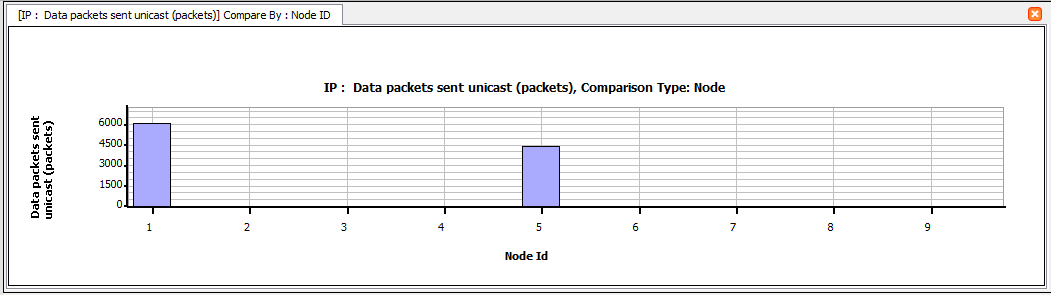 [IP :  Data packets sent unicast (packets)] Compare By : Node ID
IP :  Data packets sent unicast (packets), Comparison Type: Node
Data packets sent
unicast (packets)
6000
4500
3000
1500
0
1 2 3 4 5 6 7 8 9
Node Id